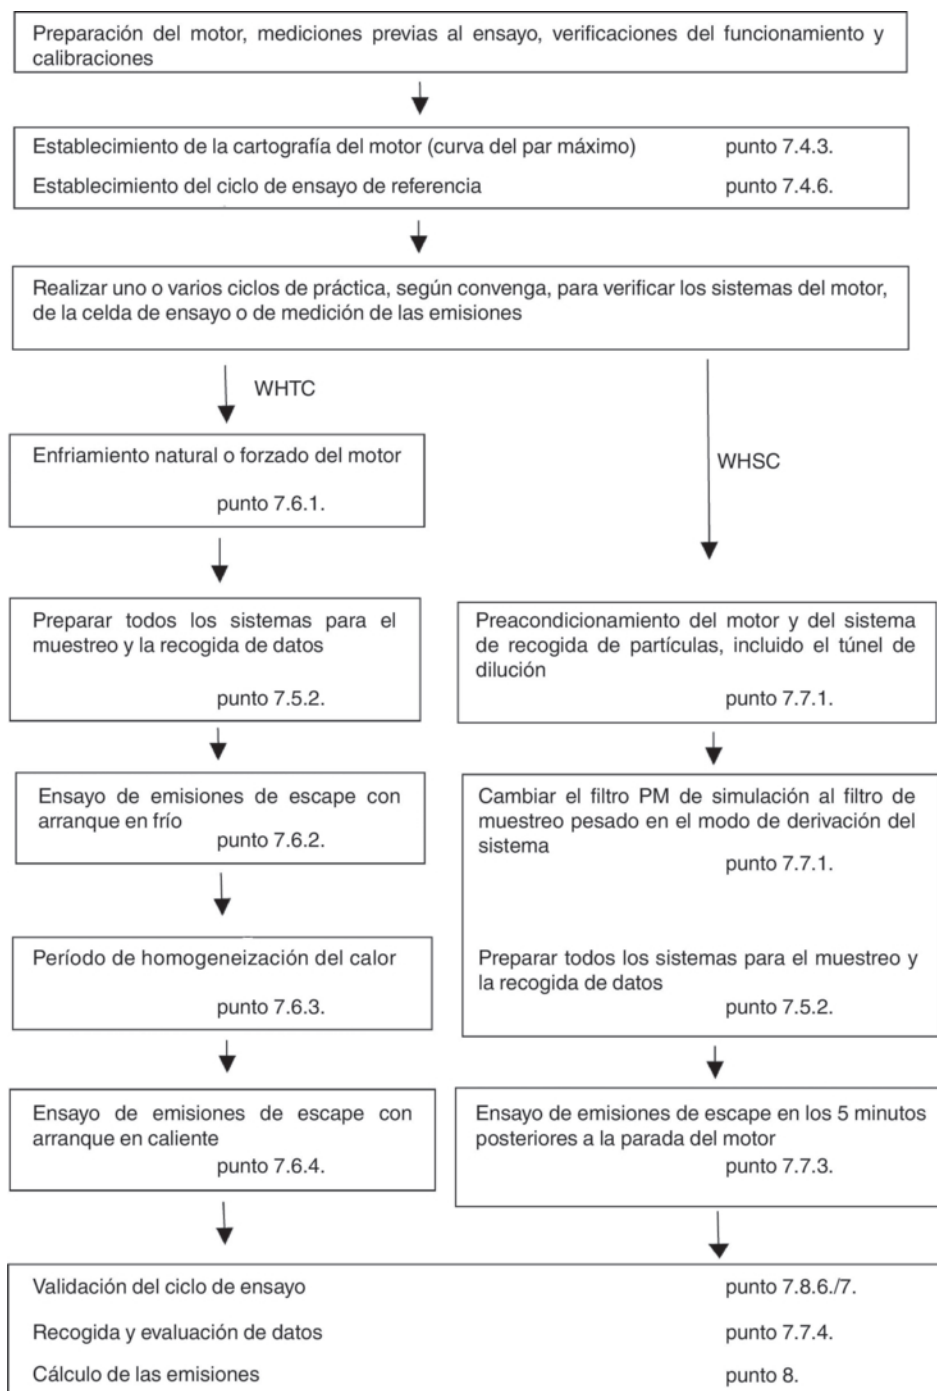 Preparación del motor, mediciones previas al ensayo, verificaciones del funcionamiento y
calibraciones
Establecimiento de la cartografía del motor (curva del par máximo) punto 7.4.3.
Establecimiento del ciclo de ensayo de referencia punto 7.4.6.
Realizar uno o varios ciclos de práctica, según convenga, para verificar los sistemas del motor,
de la celda de ensayo o de medición de las emisiones
WHTC
Enfriamiento natural o forzado del motor
punto 7.6.1.
Preparar todos los sistemas para el
muestreo y la recogida de datos
punto 7.5.2.
Ensayo de emisiones de escape con
arranque en frío
punto 7.6.2.
Período de homogeneización del calor
punto 7.6.3.
Ensayo de emisiones de escape con
arranque en caliente
punto 7.6.4.
WHSC
Preacondicionamiento del motor y del sistema
de recogida de partículas, incluido el túnel de
dilución
punto 7.7.1.
Cambiar el filtro PM de simulación al filtro de
muestreo pesado en el modo de derivación del
sistema
punto 7.7.1.
Preparar todos los sistemas para el muestreo y
la recogida de datos
punto 7.5.2.
Ensayo de emisiones de escape en los 5 minutos
posteriores a la parada del motor
punto 7.7.3.
Validación del ciclo de ensayo punto 7.8.6./7.
Recogida y evaluación de datos punto 7.7.4.
Cálculo de las emisiones punto 8.